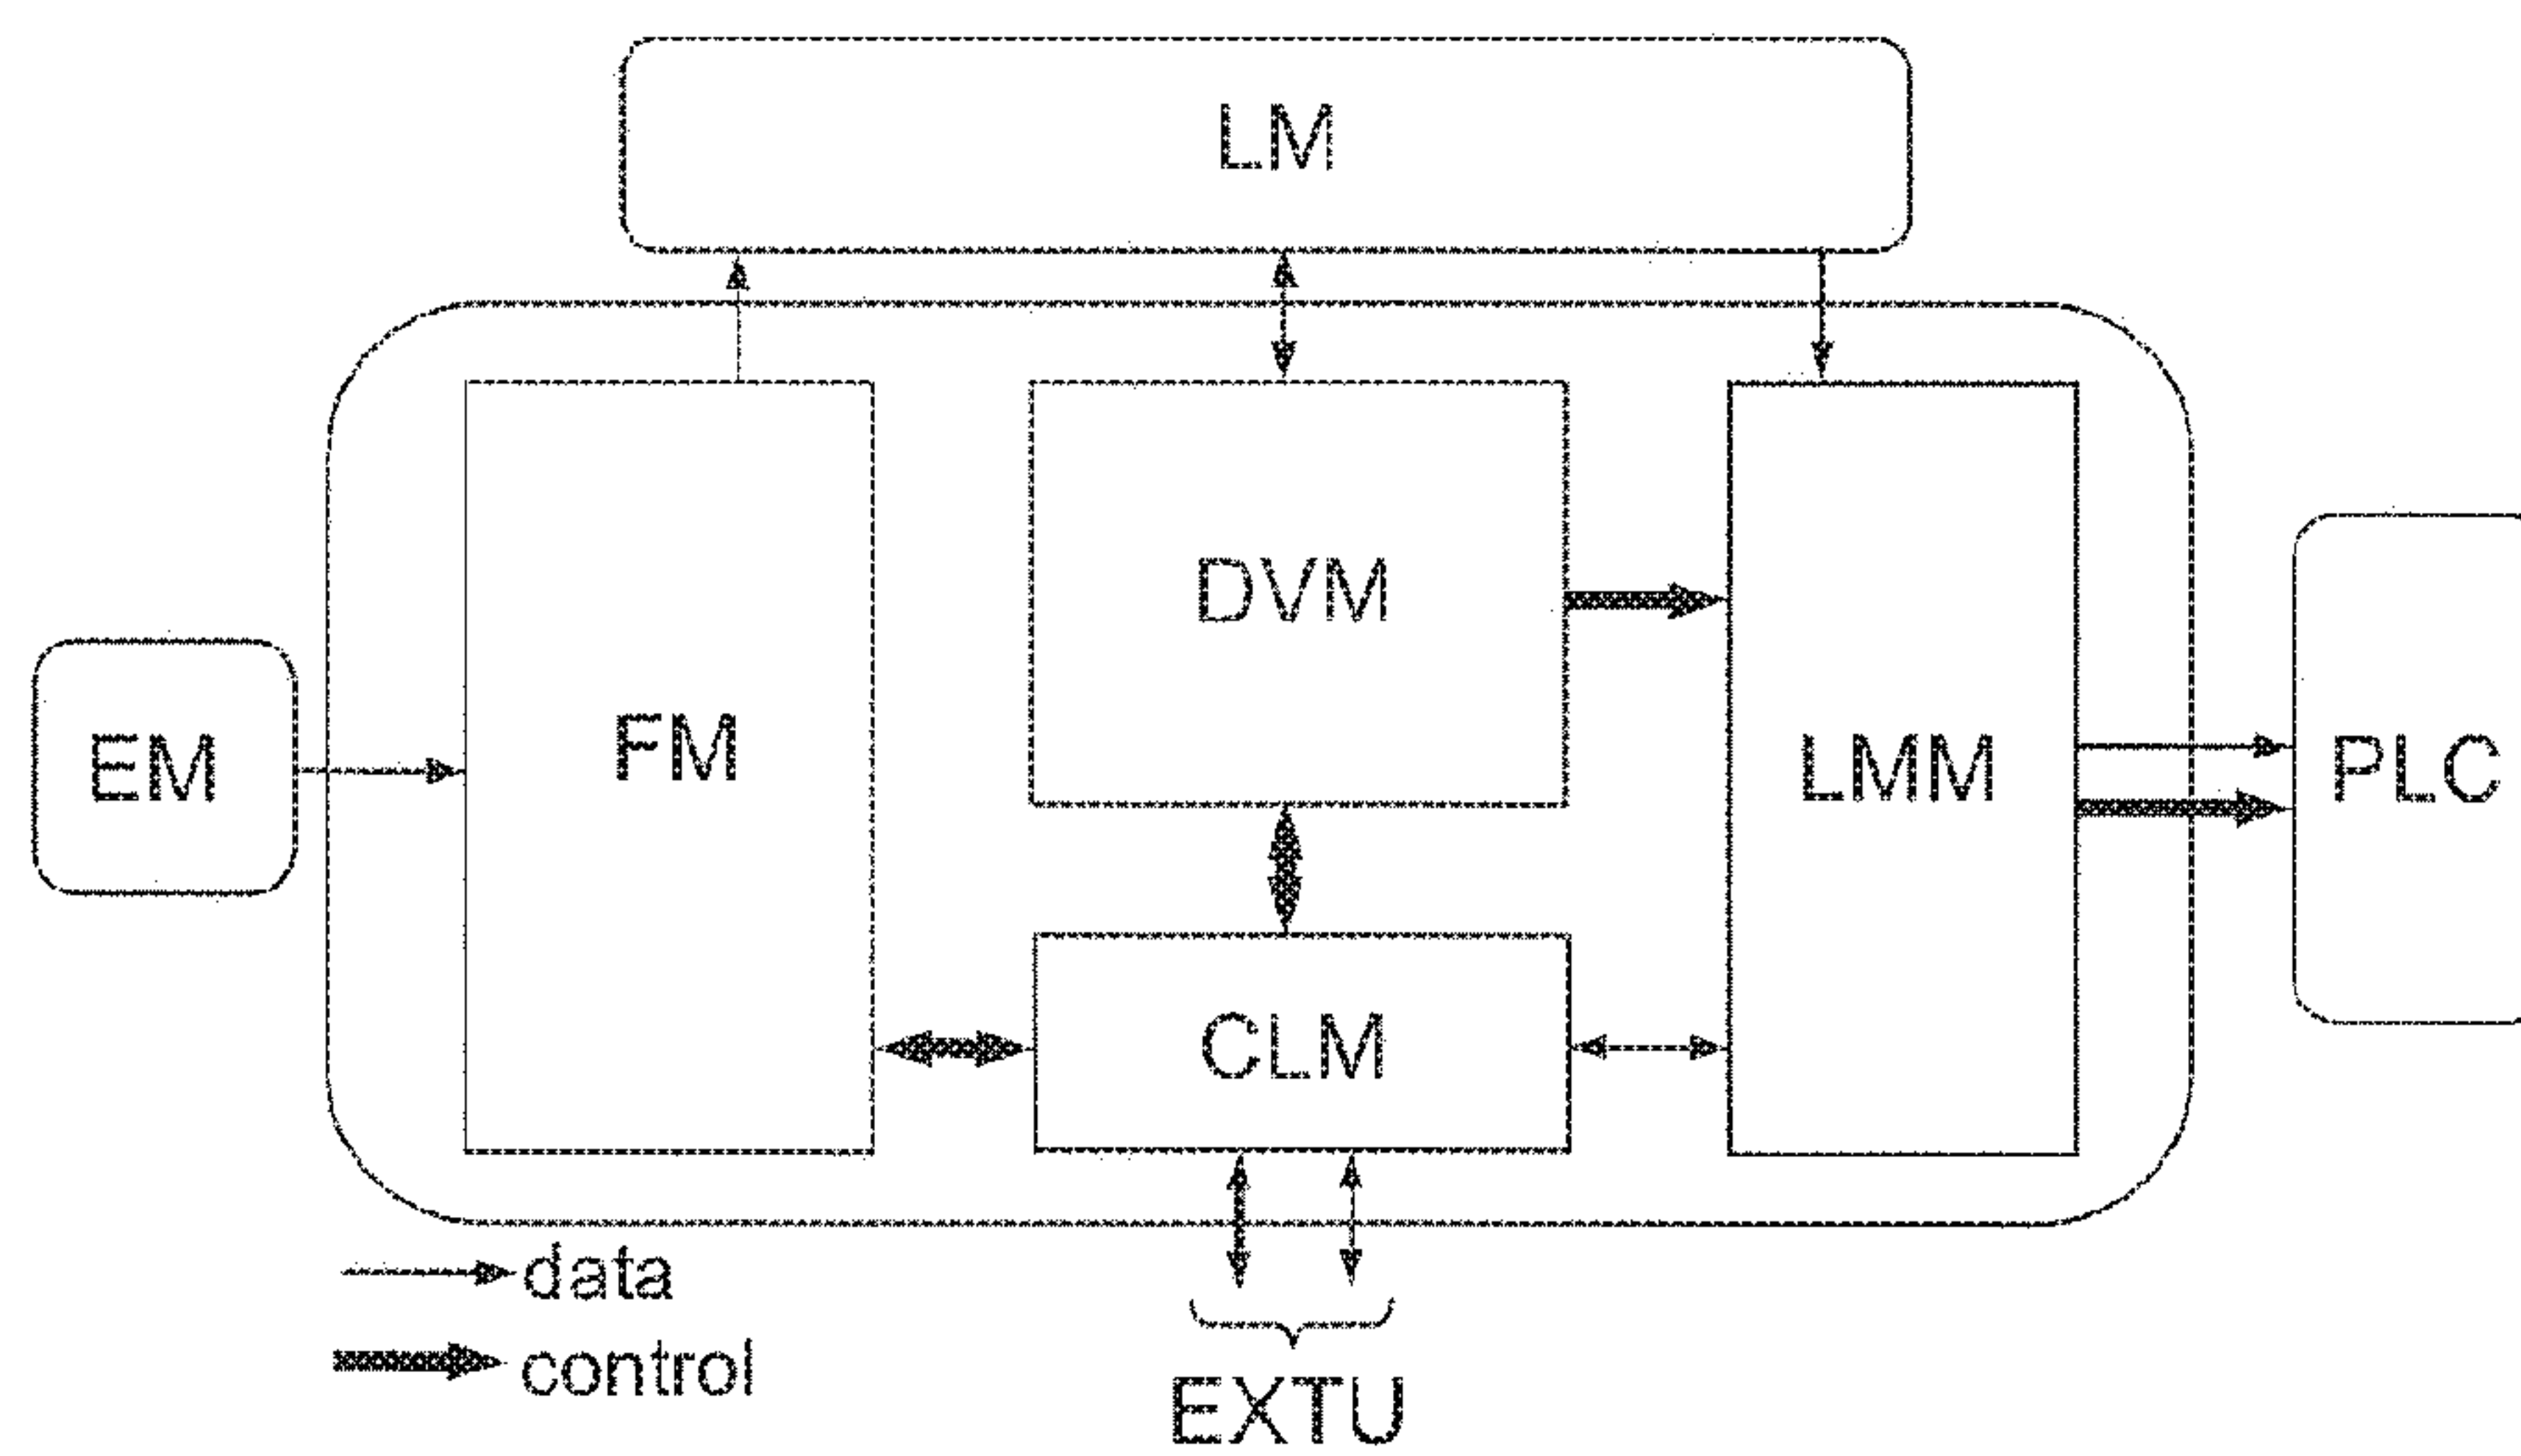 LM
DVM
FM
EM
LMM
PLC
CLM
data
control
EXTU